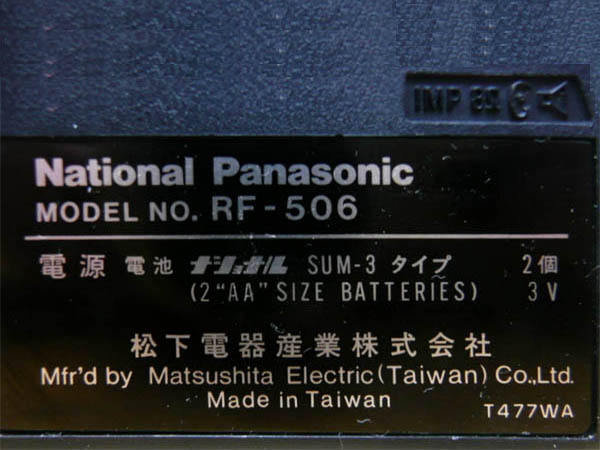 IMP 8Ω
National Panasonic
MODEL NO. RF-506
電源 電池 ナショナル SUM-3 タイプ 2個
(2 "AA" SIZE BATTERIES) 3 V
松下電器産業株式会社
Mfr'd by Matsushita Electric (Taiwan) Co.,Ltd.
Made in Taiwan
T477WA